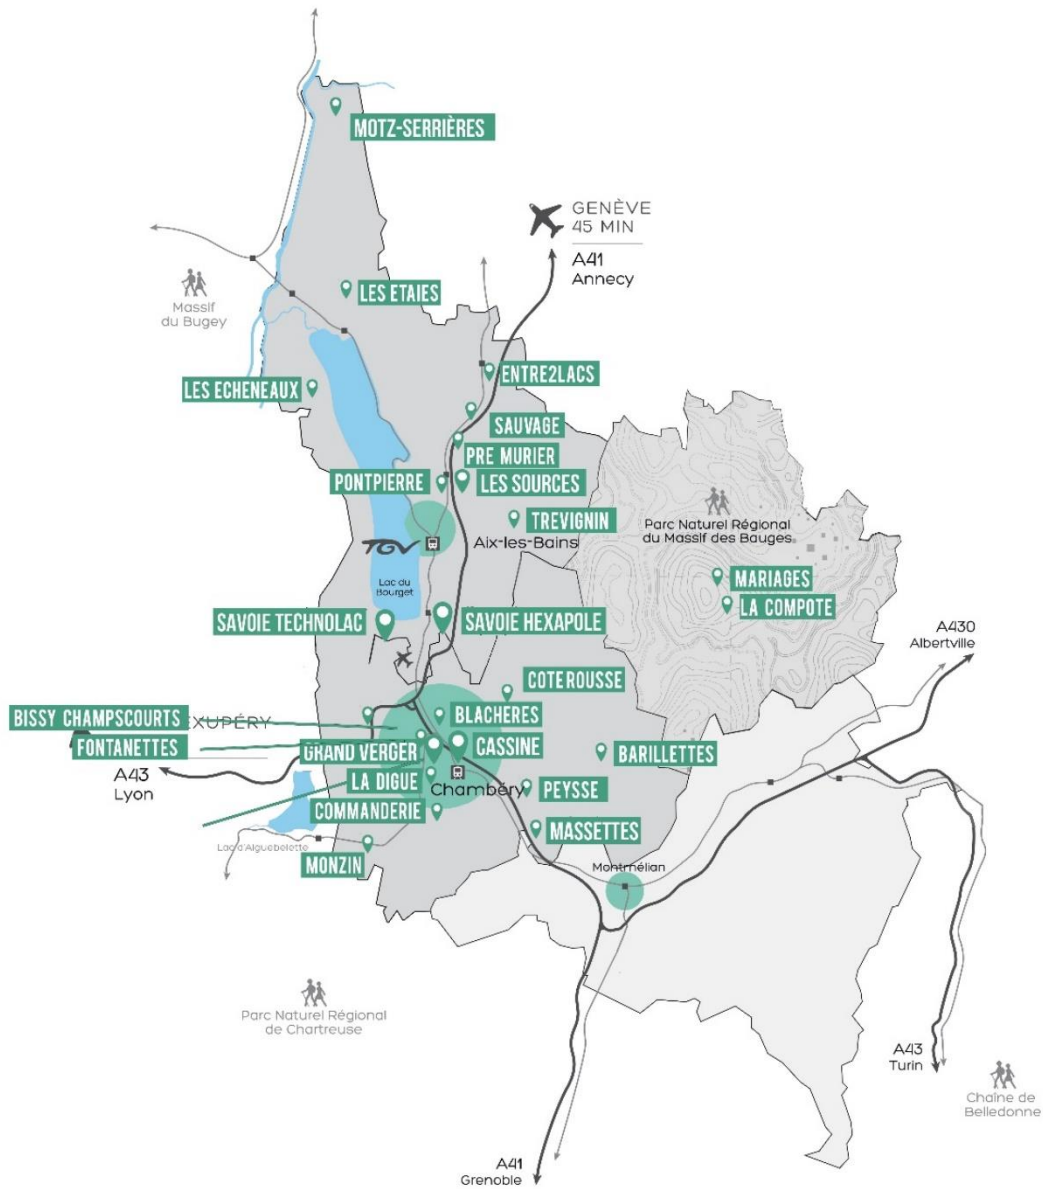 MOTZ-SERRIÈRES
GENÈVE
45 MIN
A41
Annecy
Massif
du Bugey
LES ETAIES
LES ECHENEAUX
ENTRE2LACS
SAUVAGE
PRE MURIER
PONTPIERRE
LES SOURCES
TREVIGNIN
Parc Naturel Régional
du Massif des Bauges
TGV
Aix-les-Bains
Lac du
Bourget
MARIAGES
LA COMPOTE
SAVOIE TECHNOLAC
SAVOIE HEXAPOLE
A430
Albertville
COTE ROUSSE
BISSY CHAMPSCOURTS
EXUPÉRY
BLACHERES
FONTANETTES
GRAND VERGER
CASSINE
BARILLETTES
A43
Lyon
LA DIGUE
Chambéry
PEYSSE
COMMANDERIE
MASSETTES
Lac d'Aiguebelette
MONZIN
Montmélian
Parc Naturel Régional
de Chartreuse
A43
Turin
Chaîne de
Belledonne
A41
Grenoble